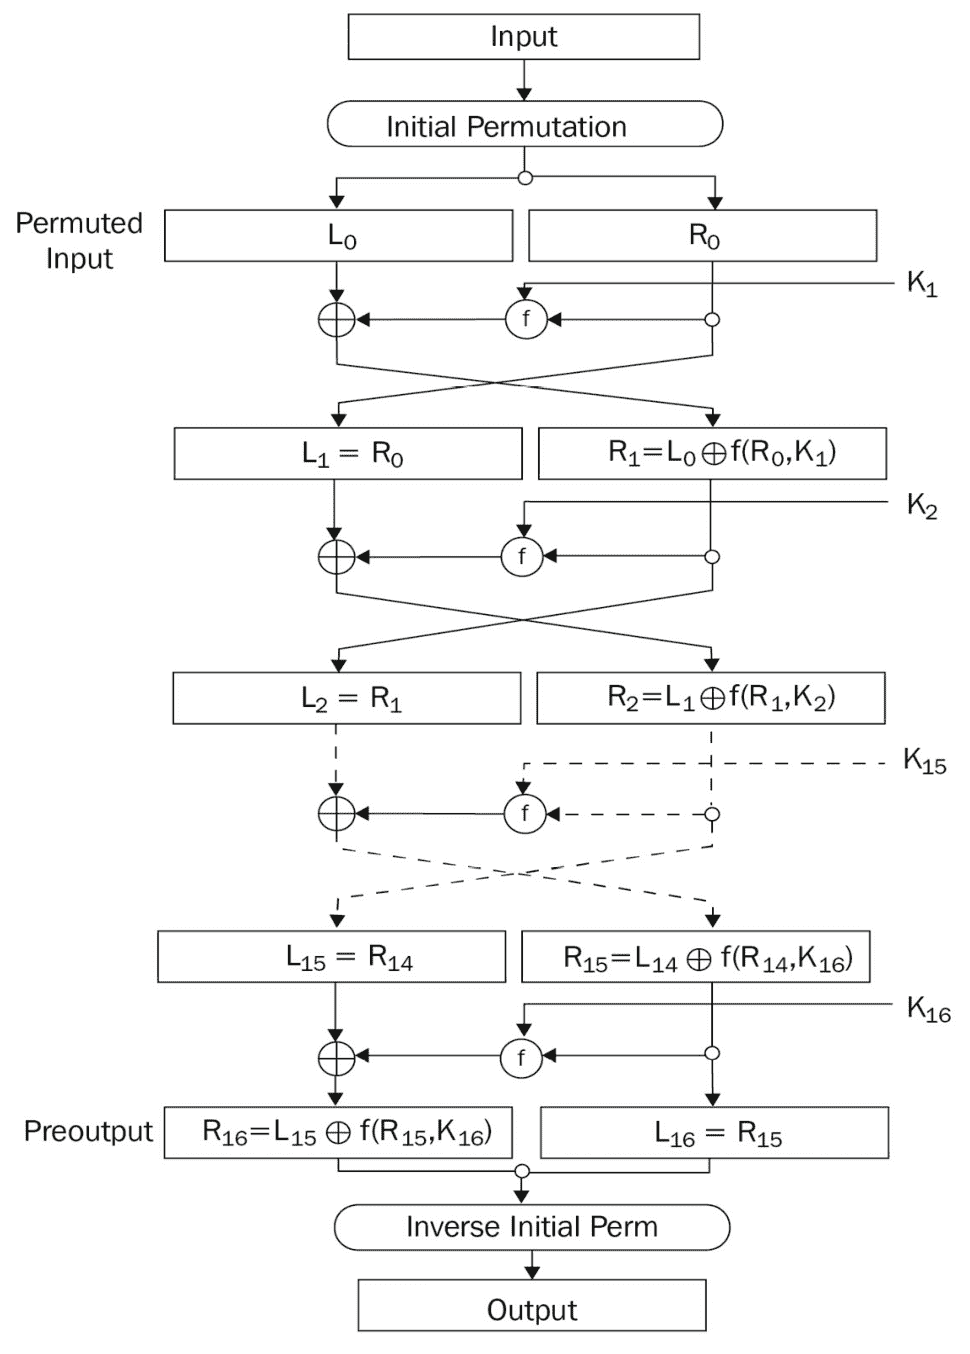 Input
Initial Permutation
Permuted
Input
L₀
R₀
K₁
f
L₁ = R₀
R₁=L₀⊕f(R₀,K₁)
K₂
f
L₂ = R₁
R₂=L₁⊕f(R₁,K₂)
K₁₅
f
L₁₅ = R₁₄
R₁₅=L₁₄ ⊕ f(R₁₄,K₁₆)
K₁₆
f
Preoutput
R₁₆=L₁₅ ⊕ f(R₁₅,K₁₆)
L₁₆ = R₁₅
Inverse Initial Perm
Output